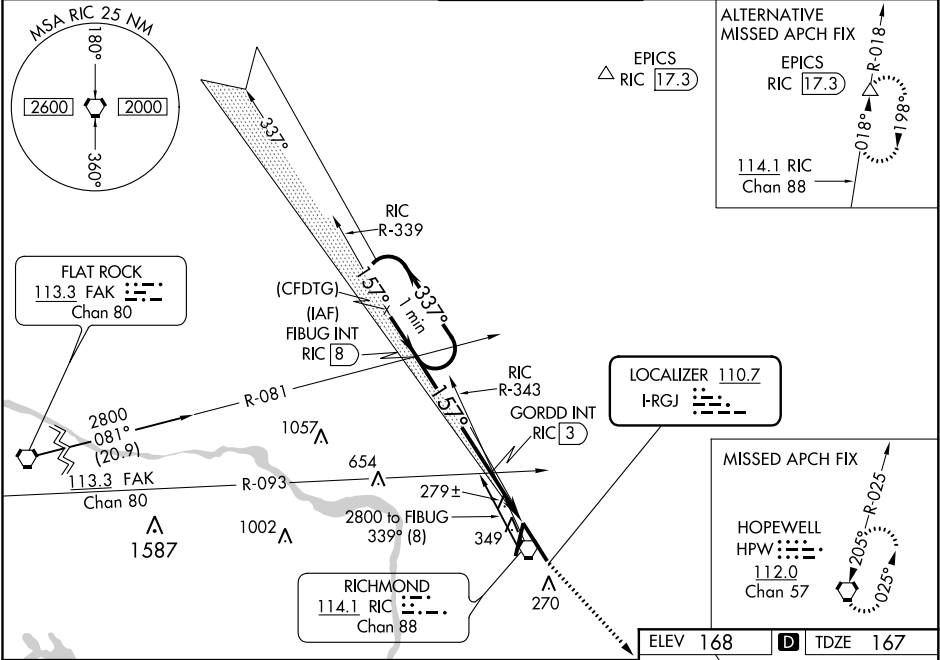 MSA RIC 25 NM
180°
2600
2000
360°
EPICS
RIC 17.3
ALTERNATIVE
MISSED APCH FIX
EPICS
RIC 17.3
R-018
018°
198°
114.1 RIC
Chan 88
337°
RIC
R-339
FLAT ROCK
113.3 FAK
Chan 80
(CFDTG)
(IAF)
FIBUG INT
RIC 8
157°
337°
1 min
RIC
R-343
GORDD INT
RIC 3
157°
LOCALIZER 110.7
I-RGJ
R-081
2800
081°
(20.9)
1057
654
113.3 FAK
Chan 80
R-093
279±
2800 to FIBUG
339° (8)
349
1587
1002
270
RICHMOND
114.1 RIC
Chan 88
MISSED APCH FIX
HOPEWELL
HPW
112.0
Chan 57
R-025
205°
025°
ELEV 168 D TDZE 167